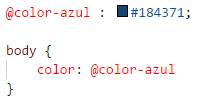 @color-azul : #184371;
body {
color: @color-azul
}